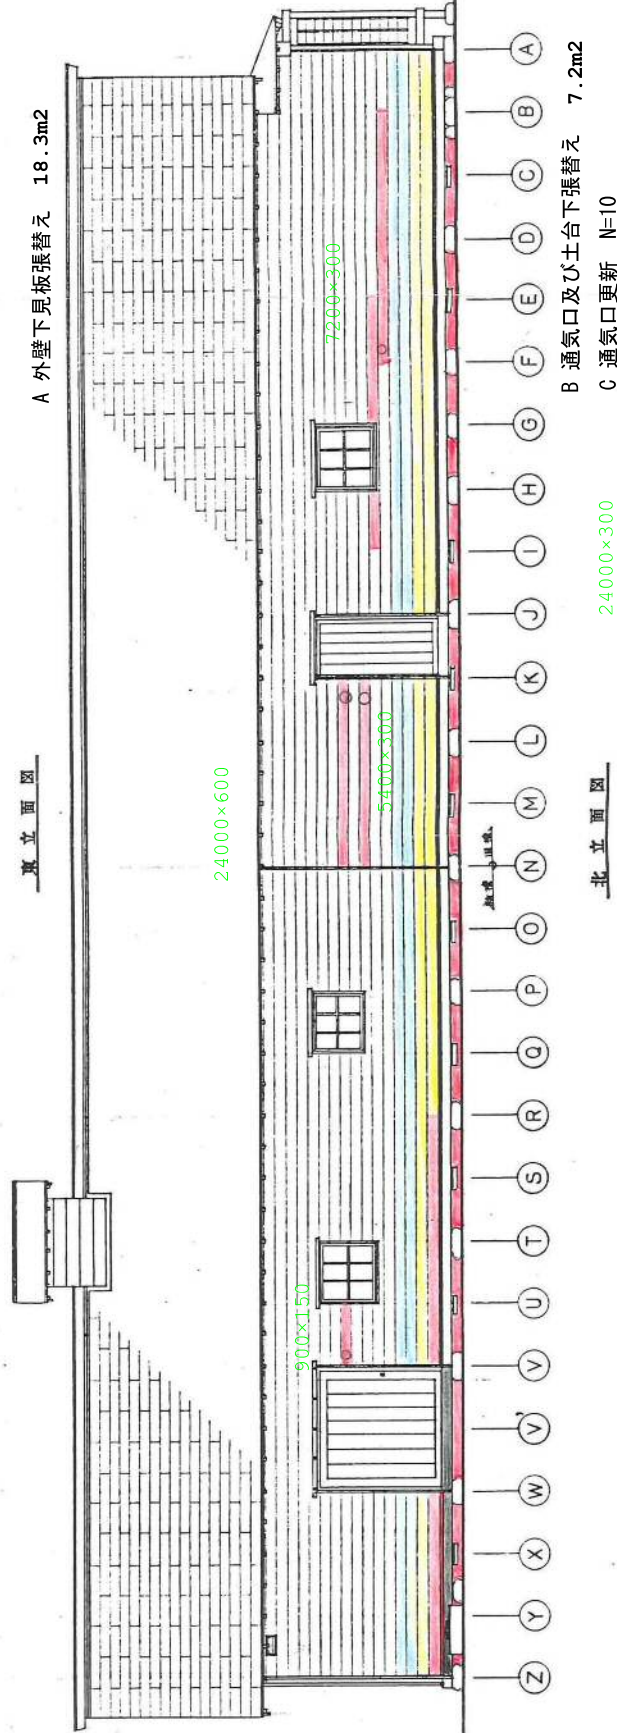 東立面図
A 外壁下見板張替え 18.3m2
24000×600
900×150
5400×300
7200×300
Z Y X W V' V U T S R Q P O N M L K J I H G F E D C B A
B 通気口及び土台下張替え 7.2m2
C 通気口更新 N=10
24000×300
北立面図